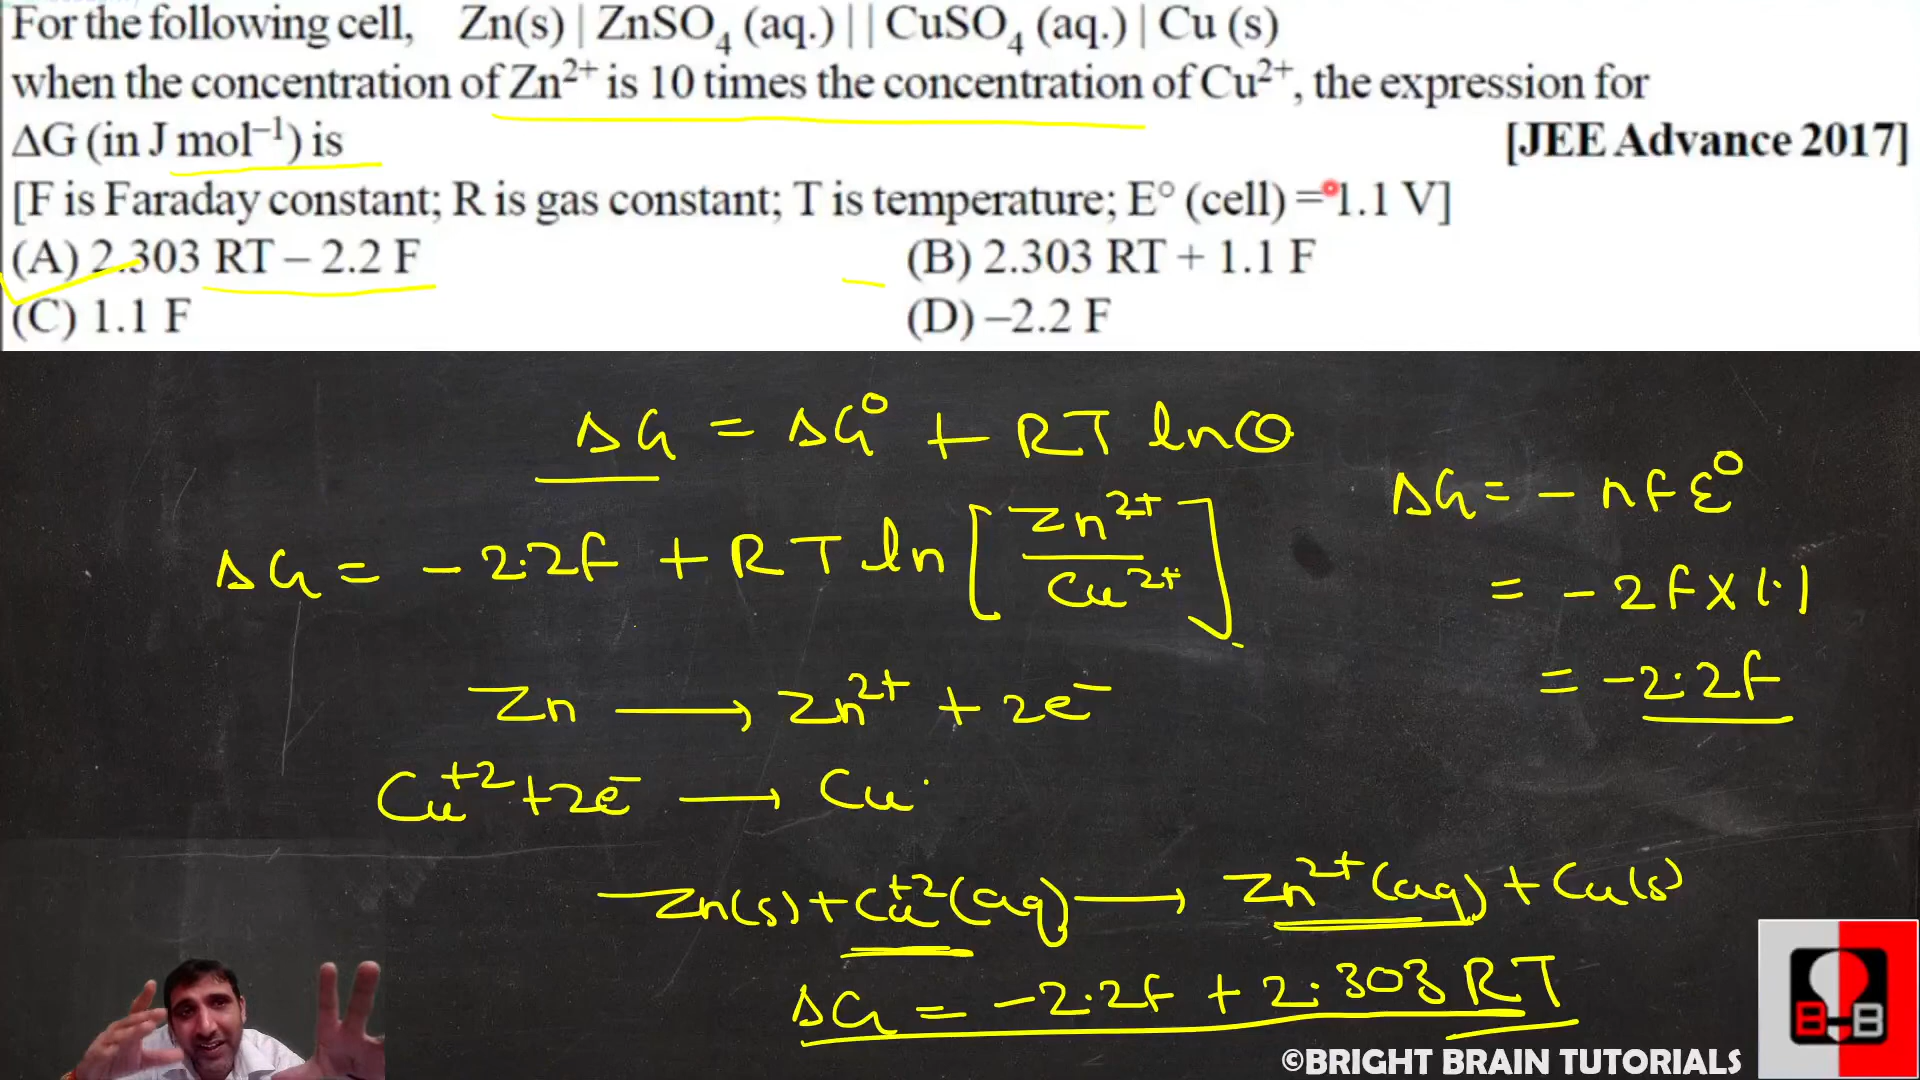 For the following cell, Zn(s) | ZnSO₄ (aq.) | | CuSO₄ (aq.) | Cu (s)
when the concentration of Zn²⁺ is 10 times the concentration of Cu²⁺, the expression for
ΔG (in J mol⁻¹) is [JEE Advance 2017]
[F is Faraday constant; R is gas constant; T is temperature; E° (cell) = 1.1 V]
(A) 2.303 RT – 2.2 F (B) 2.303 RT + 1.1 F
(C) 1.1 F (D) –2.2 F
ΔG = ΔG⁰ + RT lnQ
ΔG = – nfε⁰
ΔG = – 2.2f + RT ln [Zn²⁺/Cu²⁺]
= – 2f × 1.1
= – 2.2f
Zn → Zn²⁺ + 2e⁻
Cu⁺² + 2e⁻ → Cu
Zn(s) + Cu⁺²(aq) → Zn²⁺(aq) + Cu(s)
ΔG = – 2.2f + 2.303 RT
B B
©BRIGHT BRAIN TUTORIALS